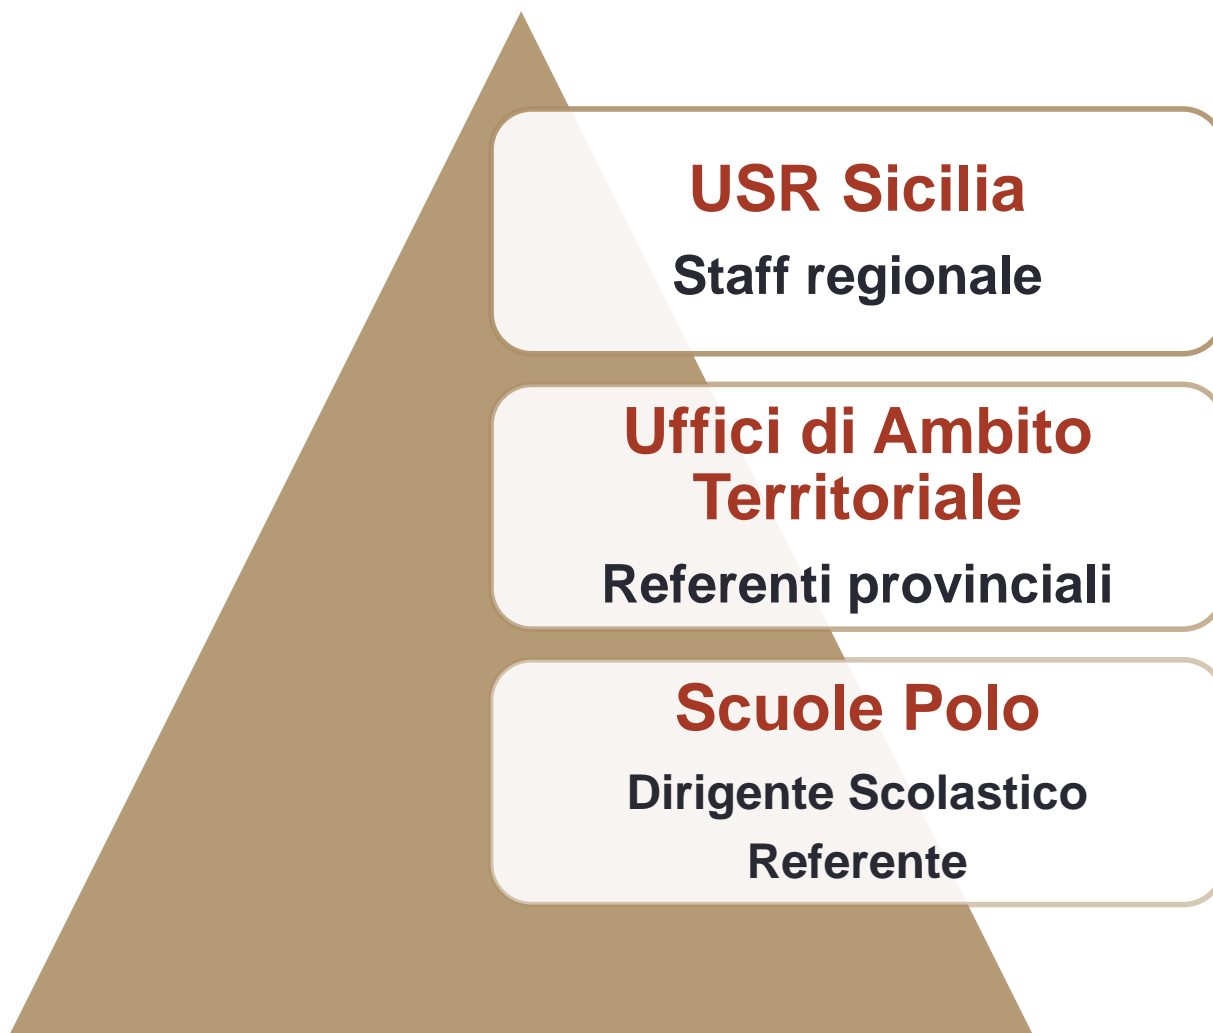 USR Sicilia
Staff regionale
Uffici di Ambito
Territoriale
Referenti provinciali
Scuole Polo
Dirigente Scolastico
Referente